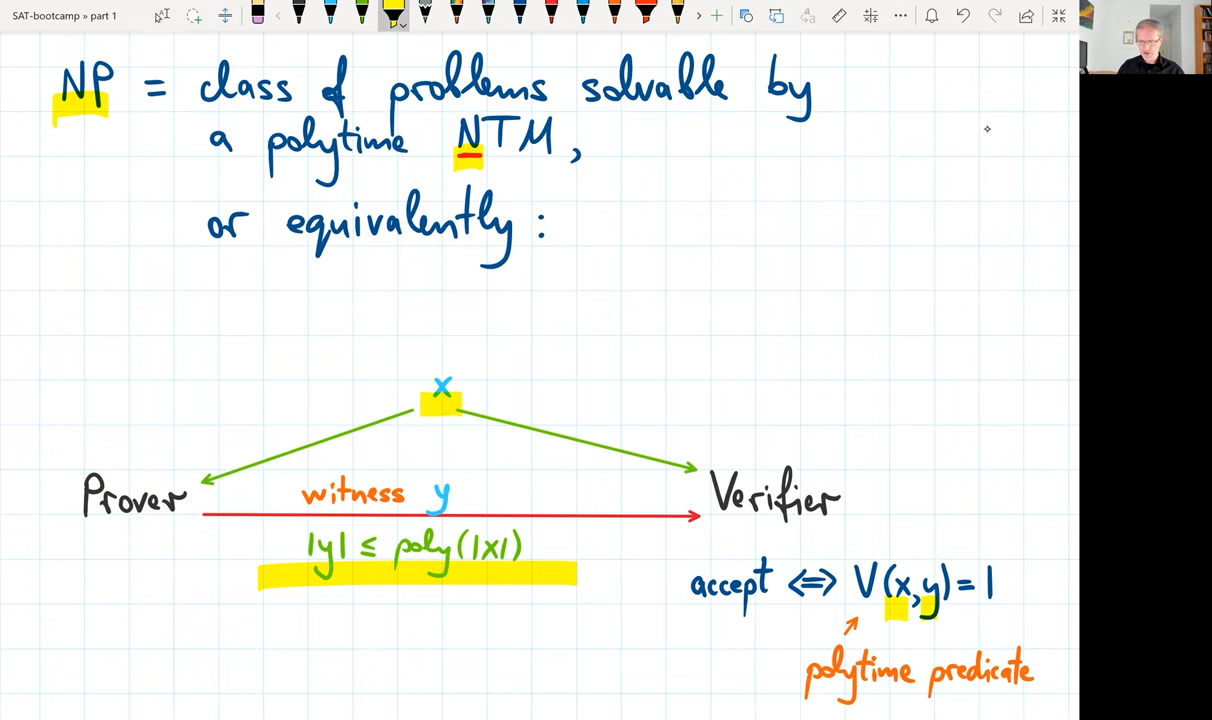 SAT-bootcamp » part 1
NP = class of problems solvable by
a polytime NTM,
or equivalently:
x
Prover
witness y
Verifier
|y| ≤ poly(|x|)
accept ⇔ V(x,y)=1
polytime predicate